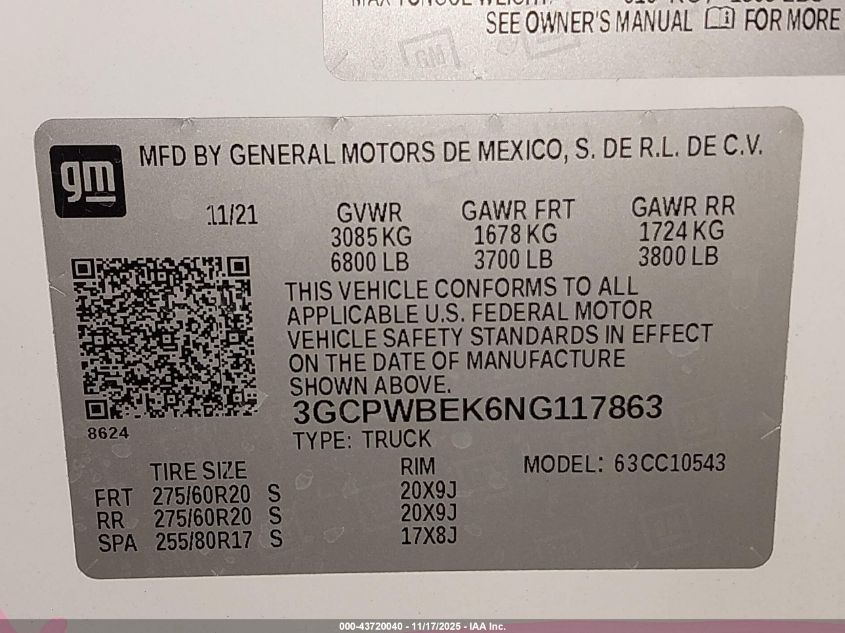 SEE OWNER'S MANUAL FOR MORE
GM
gm
MFD BY GENERAL MOTORS DE MEXICO, S. DE R.L. DE C.V.
11/21 GVWR GAWR FRT GAWR RR
3085 KG 1678 KG 1724 KG
6800 LB 3700 LB 3800 LB
THIS VEHICLE CONFORMS TO ALL
APPLICABLE U.S. FEDERAL MOTOR
VEHICLE SAFETY STANDARDS IN EFFECT
ON THE DATE OF MANUFACTURE
SHOWN ABOVE.
3GCPWBEK6NG117863
8624
TYPE: TRUCK
TIRE SIZE RIM MODEL: 63CC10543
FRT 275/60R20 S 20X9J
RR 275/60R20 S 20X9J
SPA 255/80R17 S 17X8J
000-43720040 - 11/17/2025 - IAA Inc.